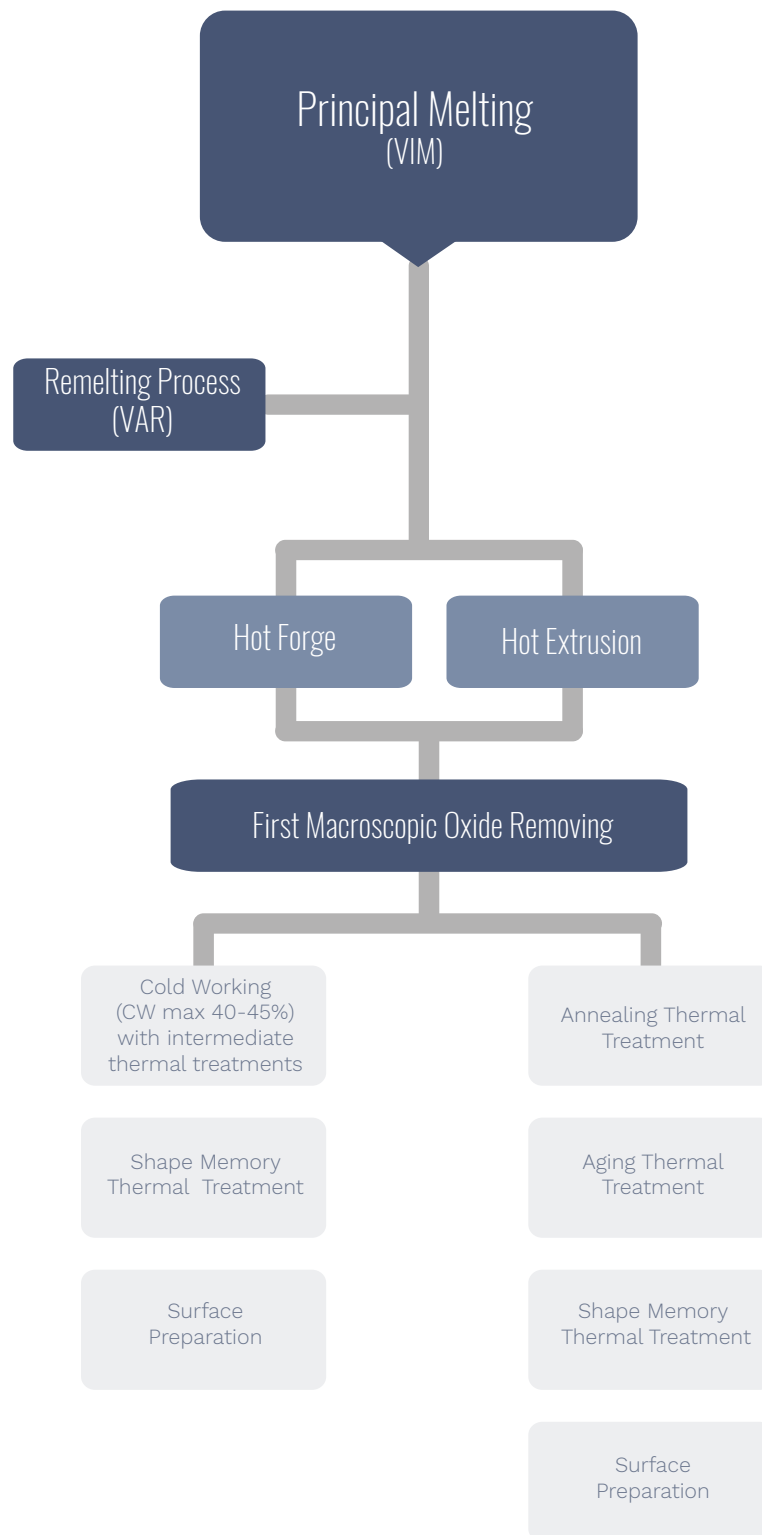 Principal Melting
(VIM)
Remelting Process
(VAR)
Hot Forge
Hot Extrusion
First Macroscopic Oxide Removing
Cold Working
(CW max 40-45%)
with intermediate
thermal treatments
Shape Memory
Thermal Treatment
Surface
Preparation
Annealing Thermal
Treatment
Aging Thermal
Treatment
Shape Memory
Thermal Treatment
Surface
Preparation